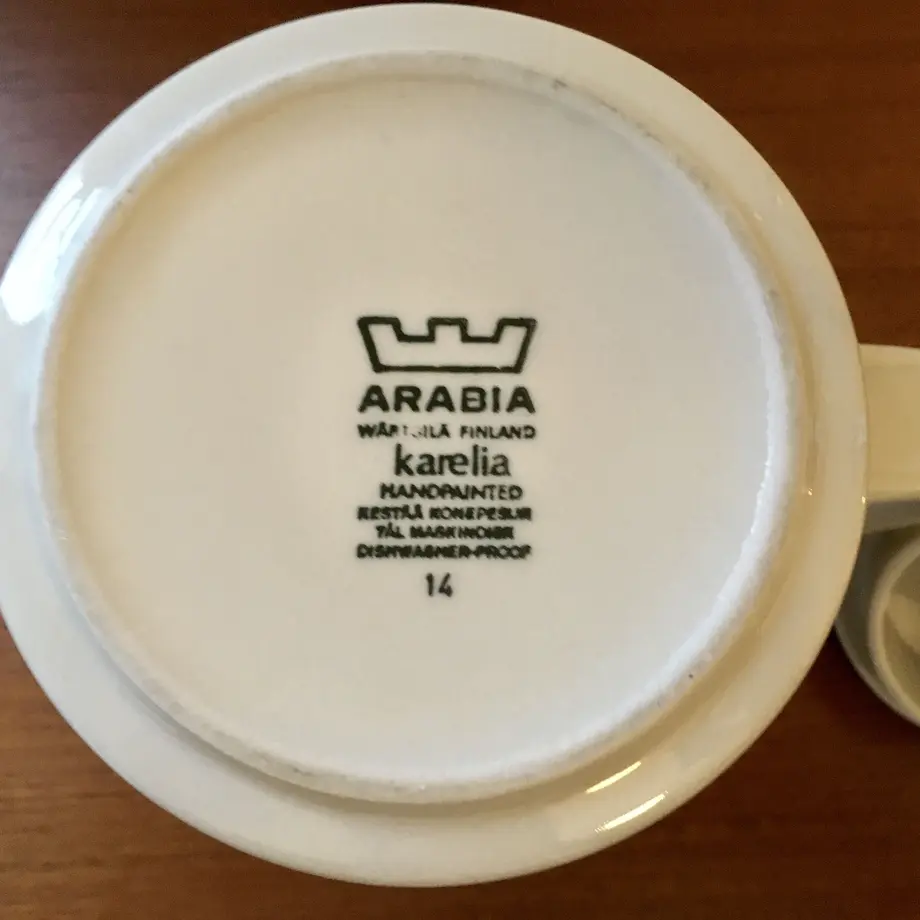 ARABIA
WÄRTSILÄ FINLAND
karelia
HANDPAINTED
KESTÄÄ KONEPESUN
TÅL MASKINDISK
DISHWASHER-PROOF
14